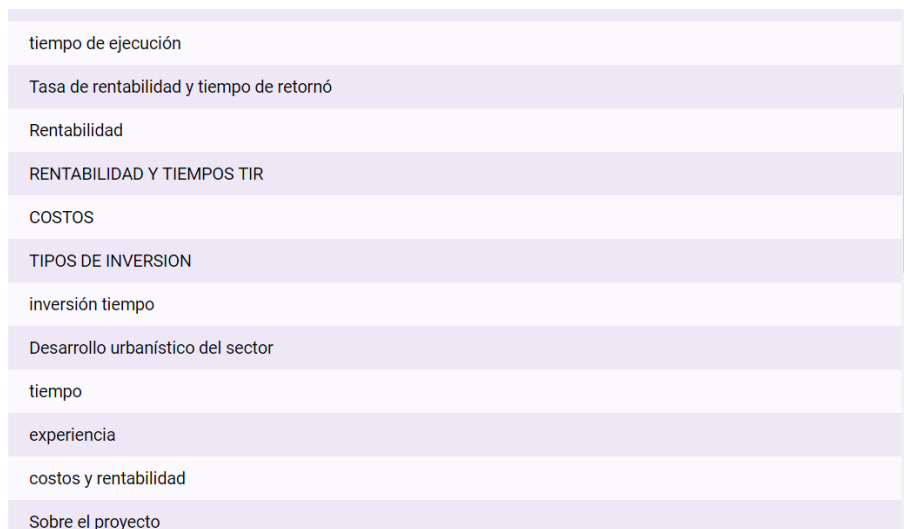 tiempo de ejecución
Tasa de rentabilidad y tiempo de retornó
Rentabilidad
RENTABILIDAD Y TIEMPOS TIR
COSTOS
TIPOS DE INVERSION
inversión tiempo
Desarrollo urbanístico del sector
tiempo
experiencia
costos y rentabilidad
Sobre el proyecto